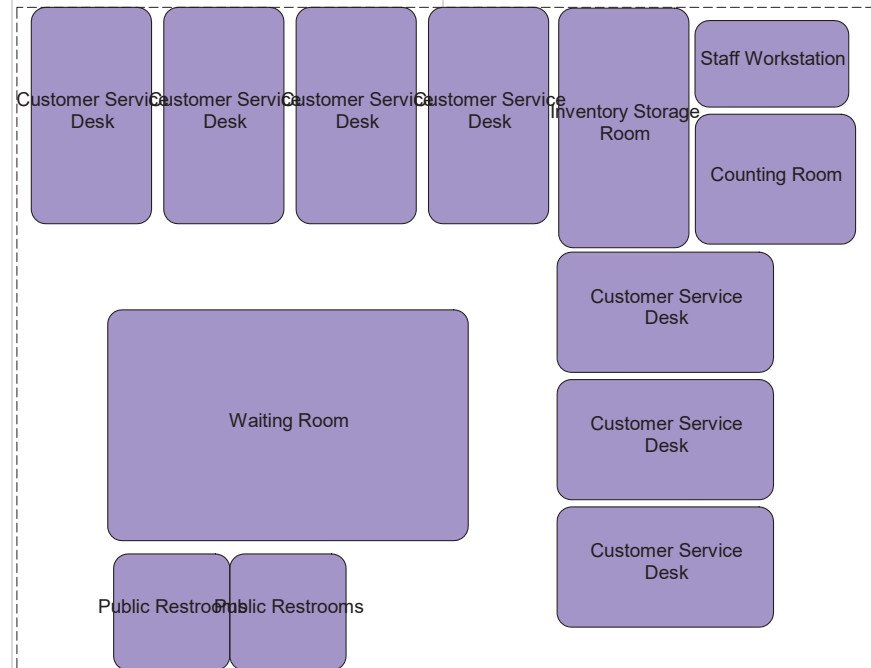 Customer Service
Desk
Customer Service
Desk
Customer Service
Desk
Customer Service
Desk
Inventory Storage
Room
Staff Workstation
Counting Room
Customer Service
Desk
Waiting Room
Customer Service
Desk
Customer Service
Desk
Public Restrooms
Public Restrooms